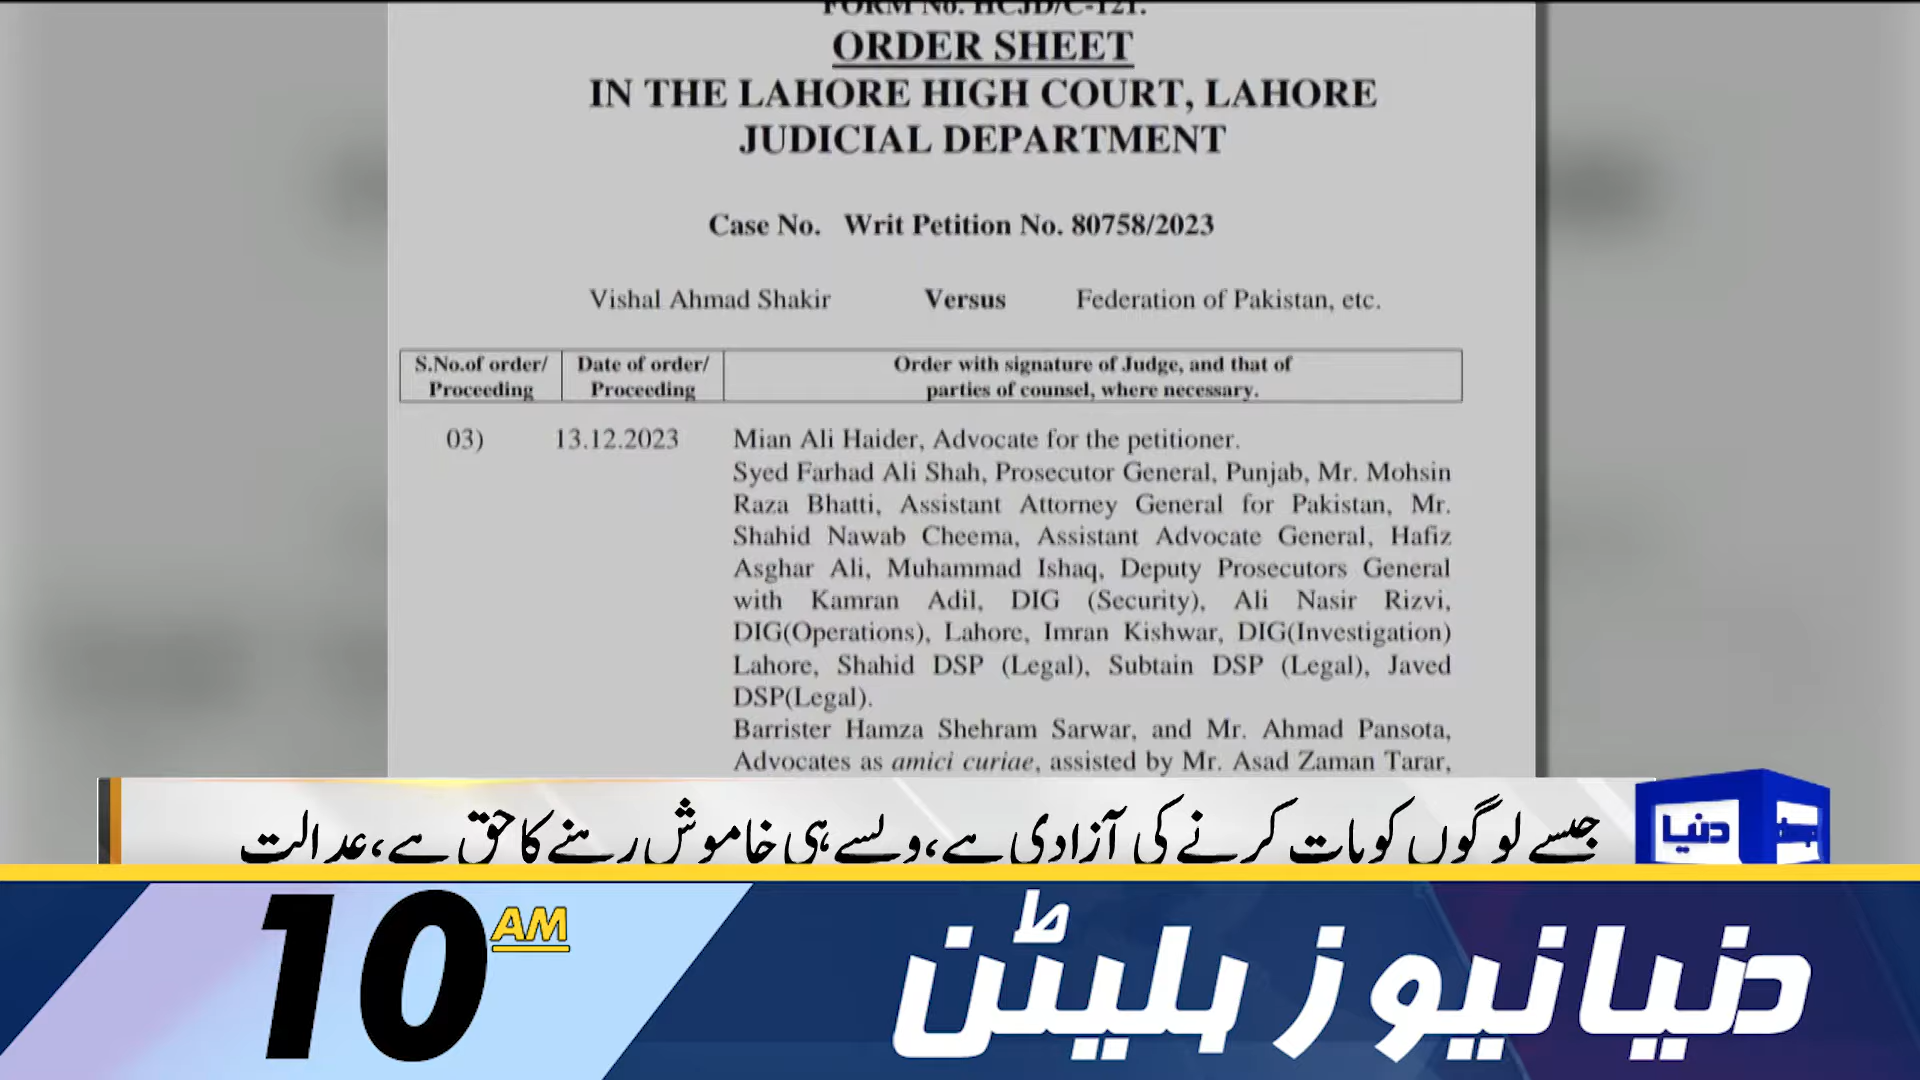 FORM No. HCJD/C-121.
ORDER SHEET
IN THE LAHORE HIGH COURT, LAHORE
JUDICIAL DEPARTMENT
Case No. Writ Petition No. 80758/2023
Vishal Ahmad Shakir Versus Federation of Pakistan, etc.
S.No.of order/ Date of order/ Order with signature of Judge, and that of
Proceeding Proceeding parties of counsel, where necessary.
03) 13.12.2023 Mian Ali Haider, Advocate for the petitioner.
Syed Farhad Ali Shah, Prosecutor General, Punjab, Mr. Mohsin
Raza Bhatti, Assistant Attorney General for Pakistan, Mr.
Shahid Nawab Cheema, Assistant Advocate General, Hafiz
Asghar Ali, Muhammad Ishaq, Deputy Prosecutors General
with Kamran Adil, DIG (Security), Ali Nasir Rizvi,
DIG(Operations), Lahore, Imran Kishwar, DIG(Investigation)
Lahore, Shahid DSP (Legal), Subtain DSP (Legal), Javed
DSP(Legal).
Barrister Hamza Shehram Sarwar, and Mr. Ahmad Pansota,
Advocates as amici curiae, assisted by Mr. Asad Zaman Tarar,
جیسے لوگوں کو بات کرنے کی آزادی ہے، ویسے ہی خاموش رہنے کا حق ہے، عدالت
دنیا
دنیا نیوز بلیٹن
10 AM